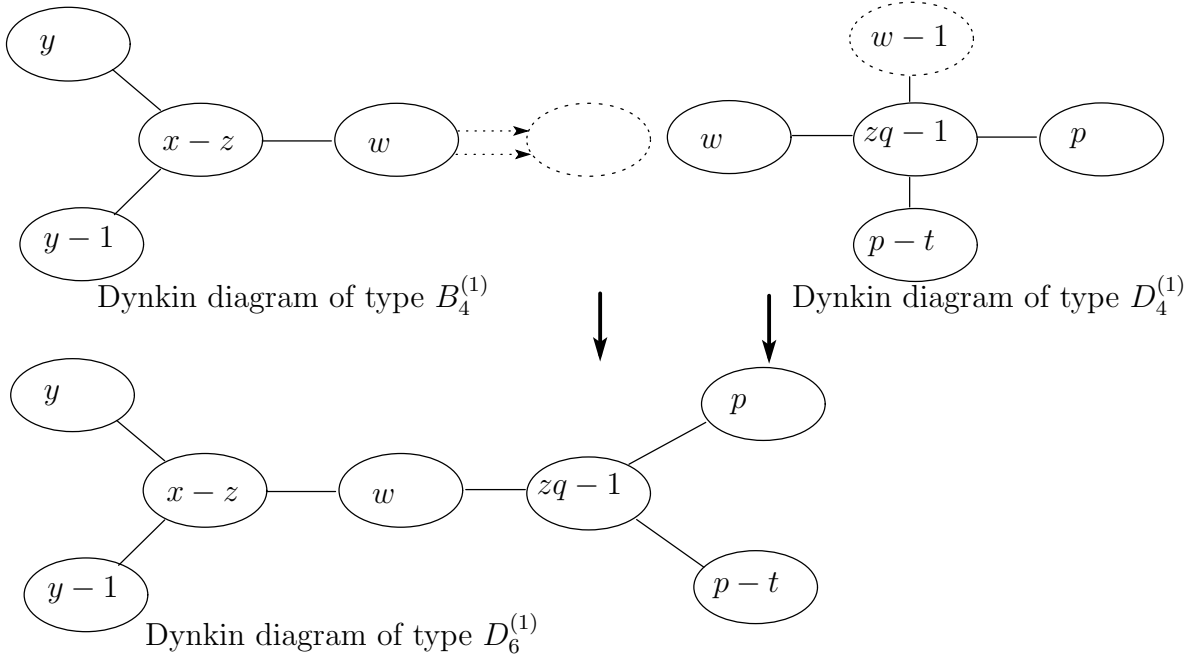 y
w − 1
x − z
w
w
zq − 1
p
y − 1
p − t
Dynkin diagram of type B_4^{(1)}
Dynkin diagram of type D_4^{(1)}
y
p
x − z
w
zq − 1
y − 1
p − t
Dynkin diagram of type D_6^{(1)}